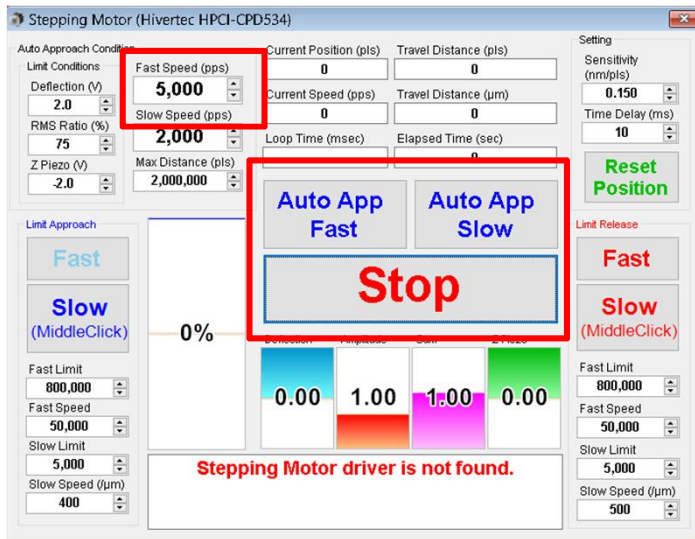 Stepping Motor (Hivertec HPCI-CPD534)
Auto Approach Condition
Limit Conditions
Deflection (V)
2.0
RMS Ratio (%)
75
Z Piezo (V)
-2.0
Fast Speed (pps)
5,000
Slow Speed (pps)
2,000
Max Distance (pls)
2,000,000
Current Position (pls)
0
Current Speed (pps)
0
Loop Time (msec)
Travel Distance (pls)
0
Travel Distance (μm)
0
Elapsed Time (sec)
0
Setting
Sensitivity
(nm/pls)
0.150
Time Delay (ms)
10
Reset
Position
Auto App
Fast
Auto App
Slow
Stop
Limit Approach
Fast
Slow
(MiddleClick)
Fast Limit
800,000
Fast Speed
50,000
Slow Limit
5,000
Slow Speed (/μm)
400
0%
0.00
1.00
1.00
0.00
Stepping Motor driver is not found.
Limit Release
Fast
Slow
(MiddleClick)
Fast Limit
800,000
Fast Speed
50,000
Slow Limit
5,000
Slow Speed (/μm)
500